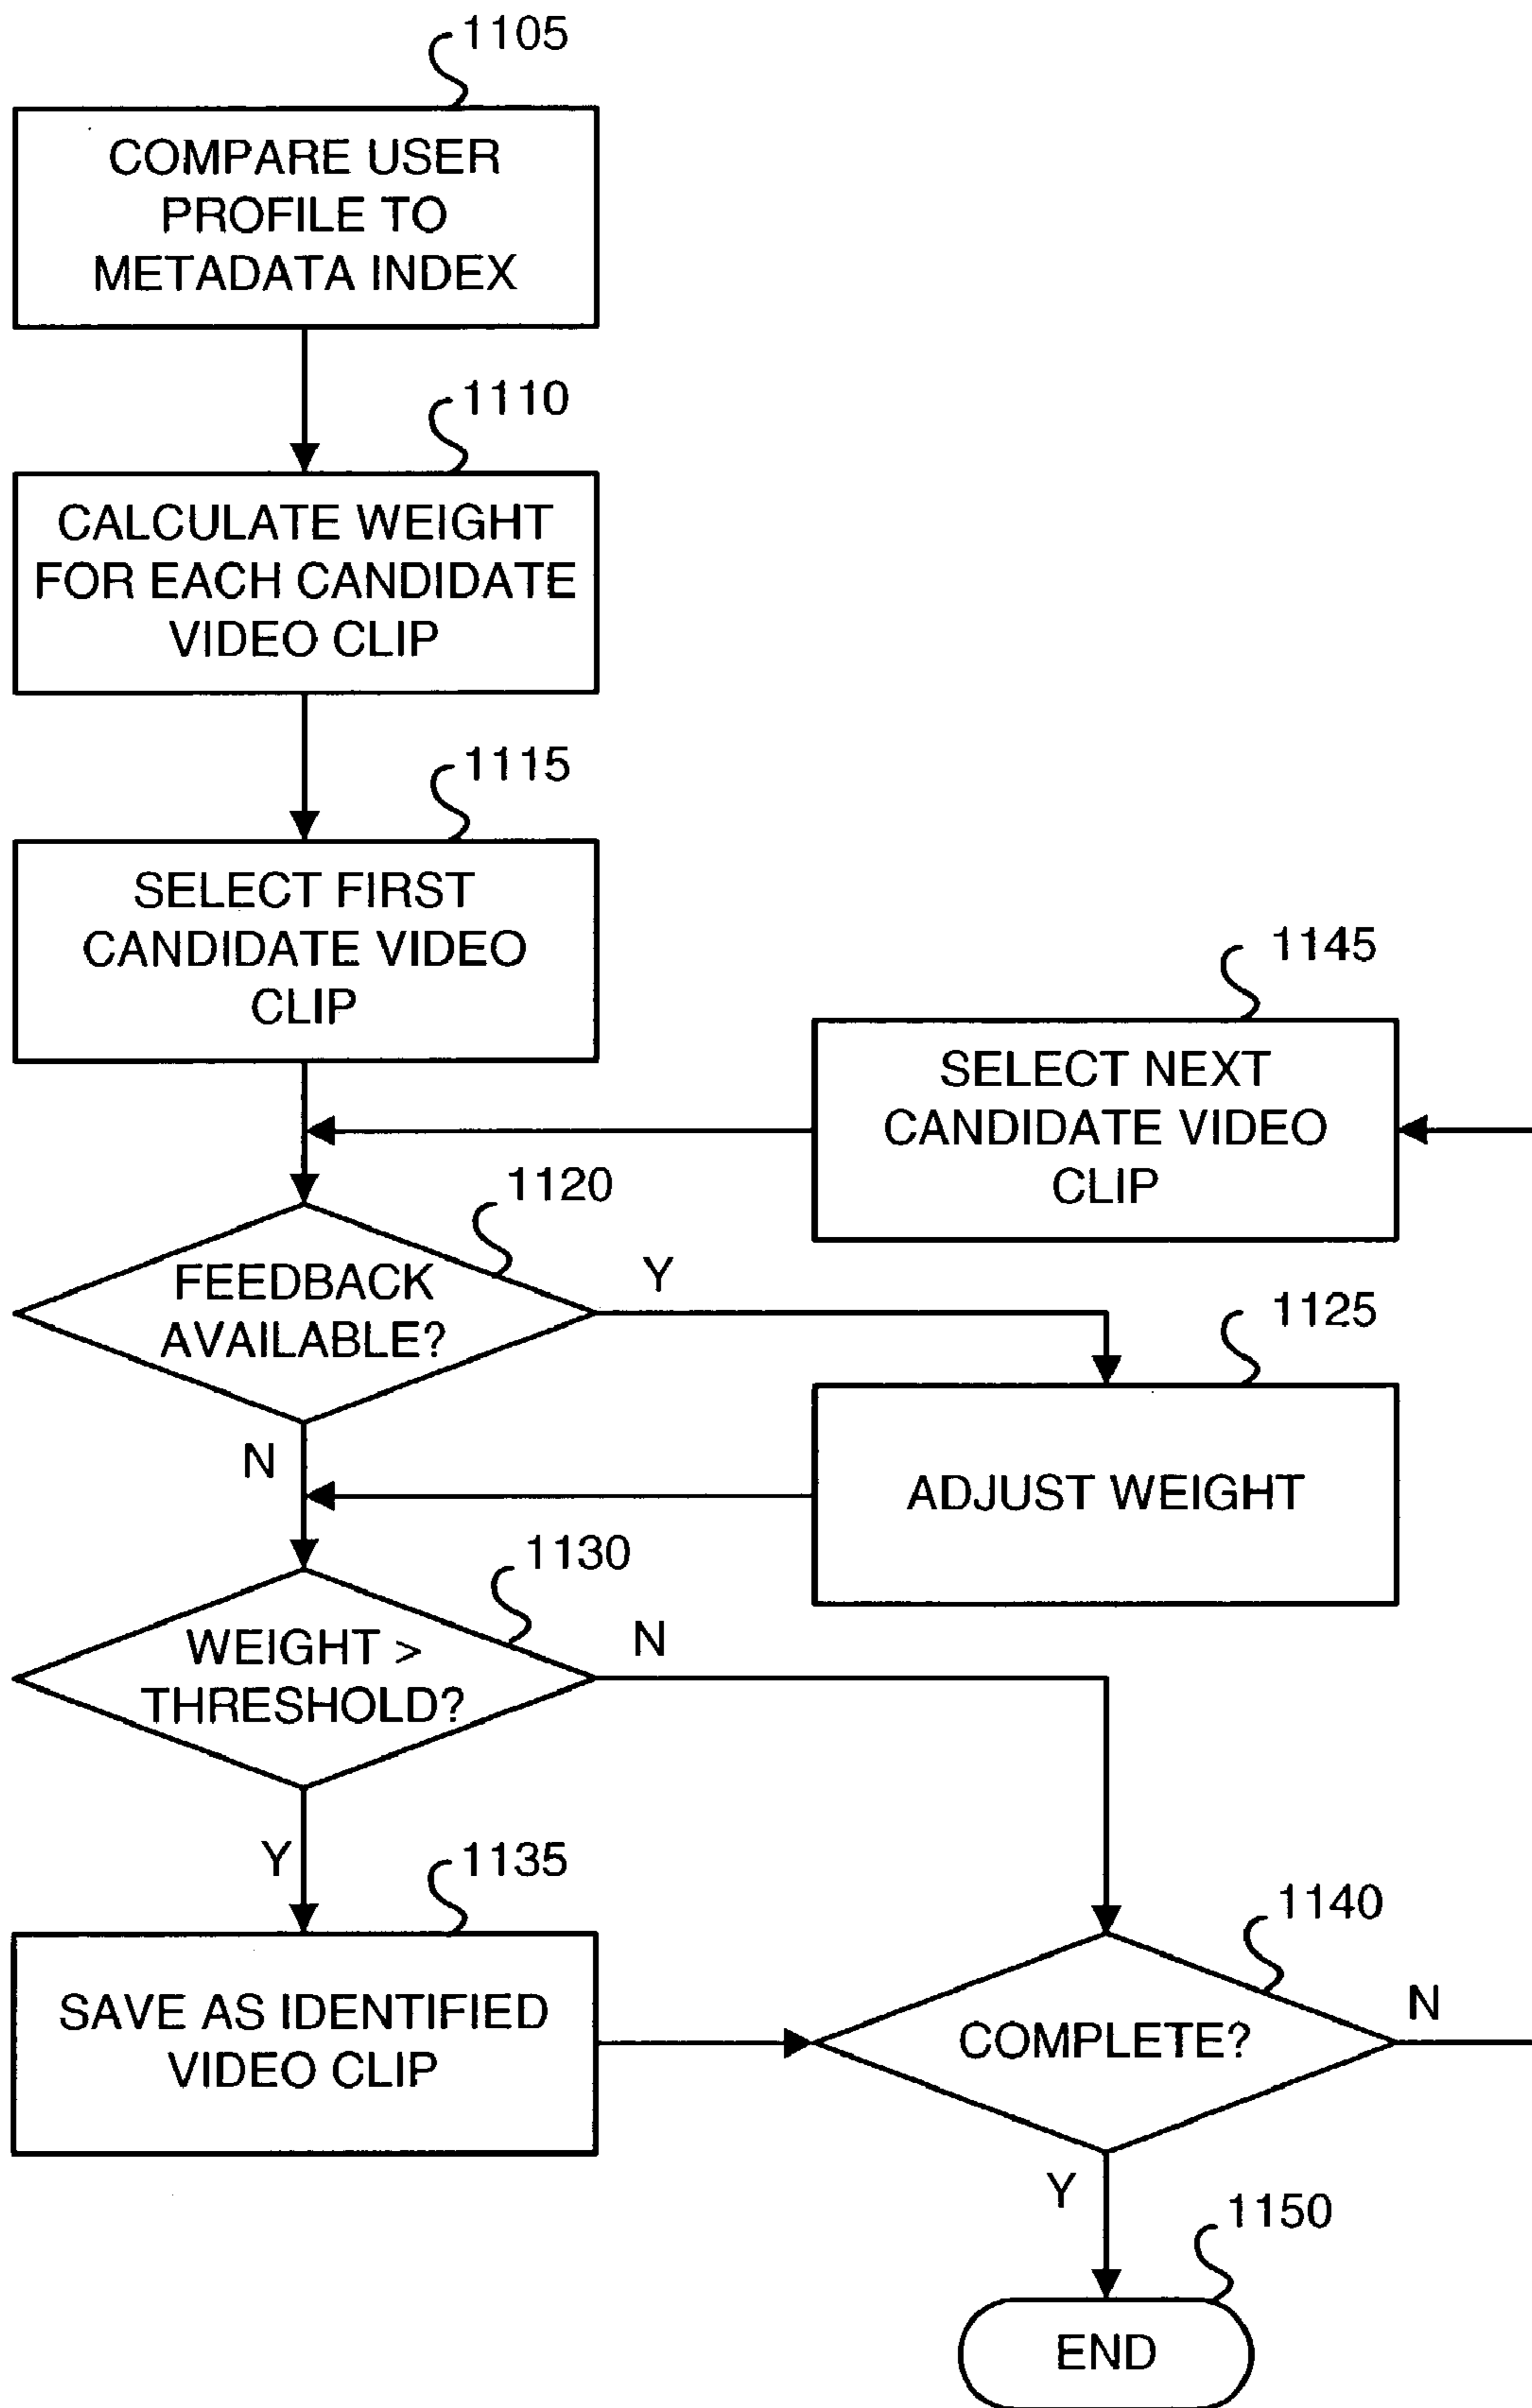 1105
COMPARE USER
PROFILE TO
METADATA INDEX
1110
CALCULATE WEIGHT
FOR EACH CANDIDATE
VIDEO CLIP
1115
SELECT FIRST
CANDIDATE VIDEO
CLIP
1145
SELECT NEXT
CANDIDATE VIDEO
CLIP
1120
FEEDBACK
AVAILABLE?
Y
N
1125
ADJUST WEIGHT
1130
WEIGHT >
THRESHOLD?
N
Y
1135
SAVE AS IDENTIFIED
VIDEO CLIP
1140
COMPLETE?
N
Y
1150
END